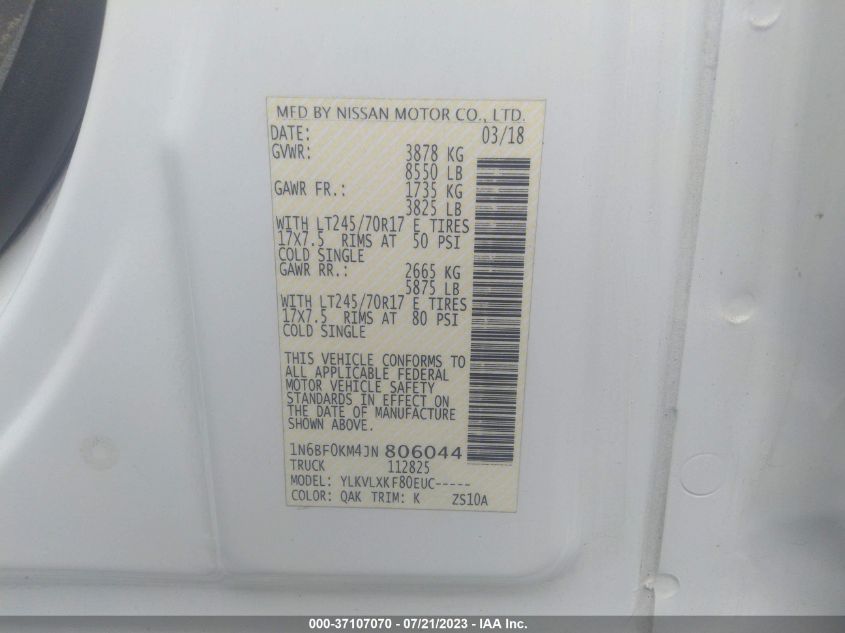 MFD BY NISSAN MOTOR CO., LTD.
DATE: 03/18
GVWR: 3878 KG
8550 LB
GAWR FR.: 1735 KG
3825 LB
WITH LT245/70R17 E TIRES
17X7.5 RIMS AT 50 PSI
COLD SINGLE
GAWR RR.: 2665 KG
5875 LB
WITH LT245/70R17 E TIRES
17X7.5 RIMS AT 80 PSI
COLD SINGLE
THIS VEHICLE CONFORMS TO
ALL APPLICABLE FEDERAL
MOTOR VEHICLE SAFETY
STANDARDS IN EFFECT ON
THE DATE OF MANUFACTURE
SHOWN ABOVE.
1N6BF0KM4JN806044
TRUCK 112825
MODEL: YLKVLXKF80EUC-----
COLOR: QAK TRIM: K ZS10A
000-37107070 - 07/21/2023 - IAA Inc.